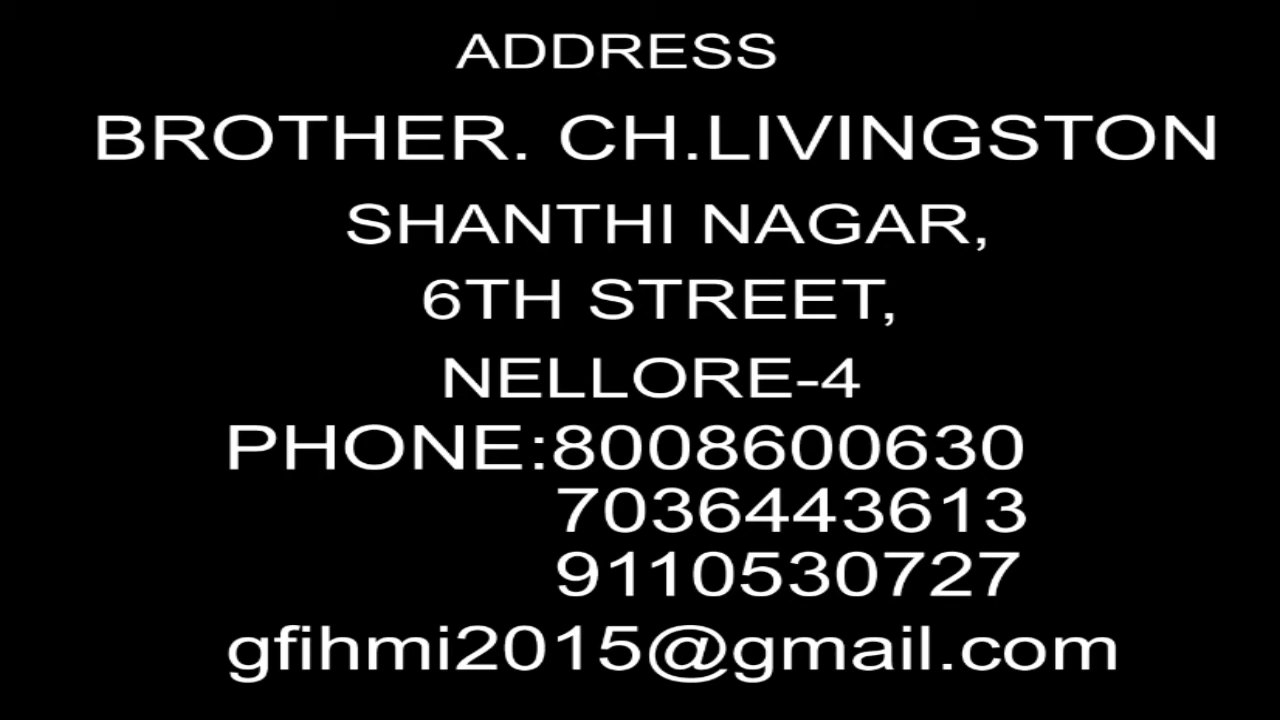 ADDRESS
BROTHER. CH.LIVINGSTON
SHANTHI NAGAR,
6TH STREET,
NELLORE-4
PHONE:8008600630
7036443613
9110530727
gfihmi2015@gmail.com